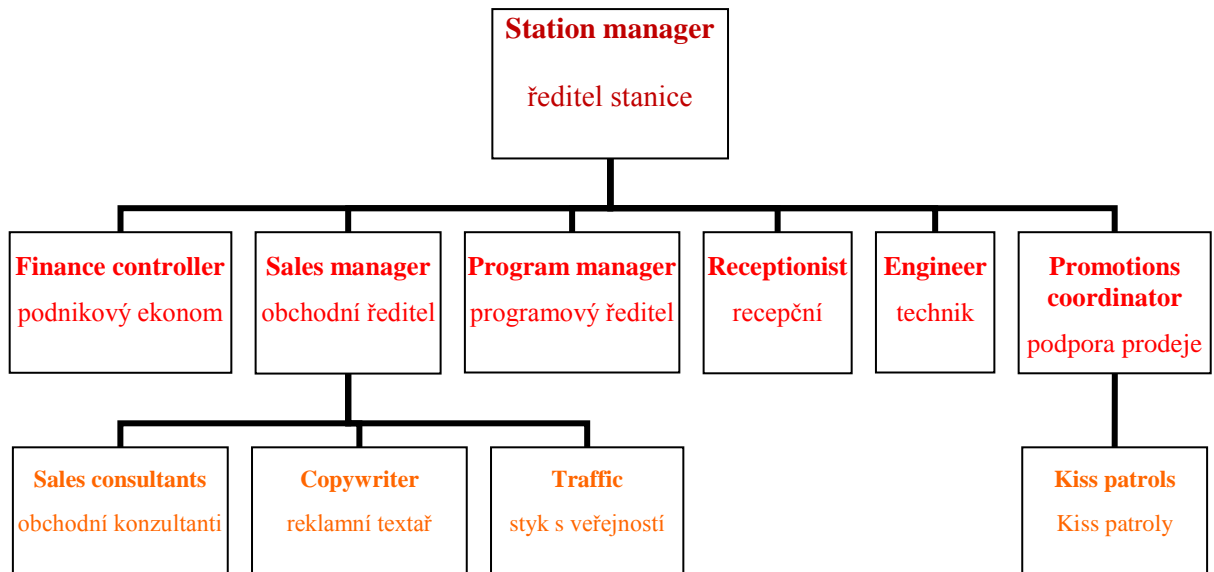 Station manager
ředitel stanice
Finance controller
podnikový ekonom
Sales manager
obchodní ředitel
Program manager
programový ředitel
Receptionist
recepční
Engineer
technik
Promotions
coordinator
podpora prodeje
Sales consultants
obchodní konzultanti
Copywriter
reklamní textař
Traffic
styk s veřejností
Kiss patrols
Kiss patroly